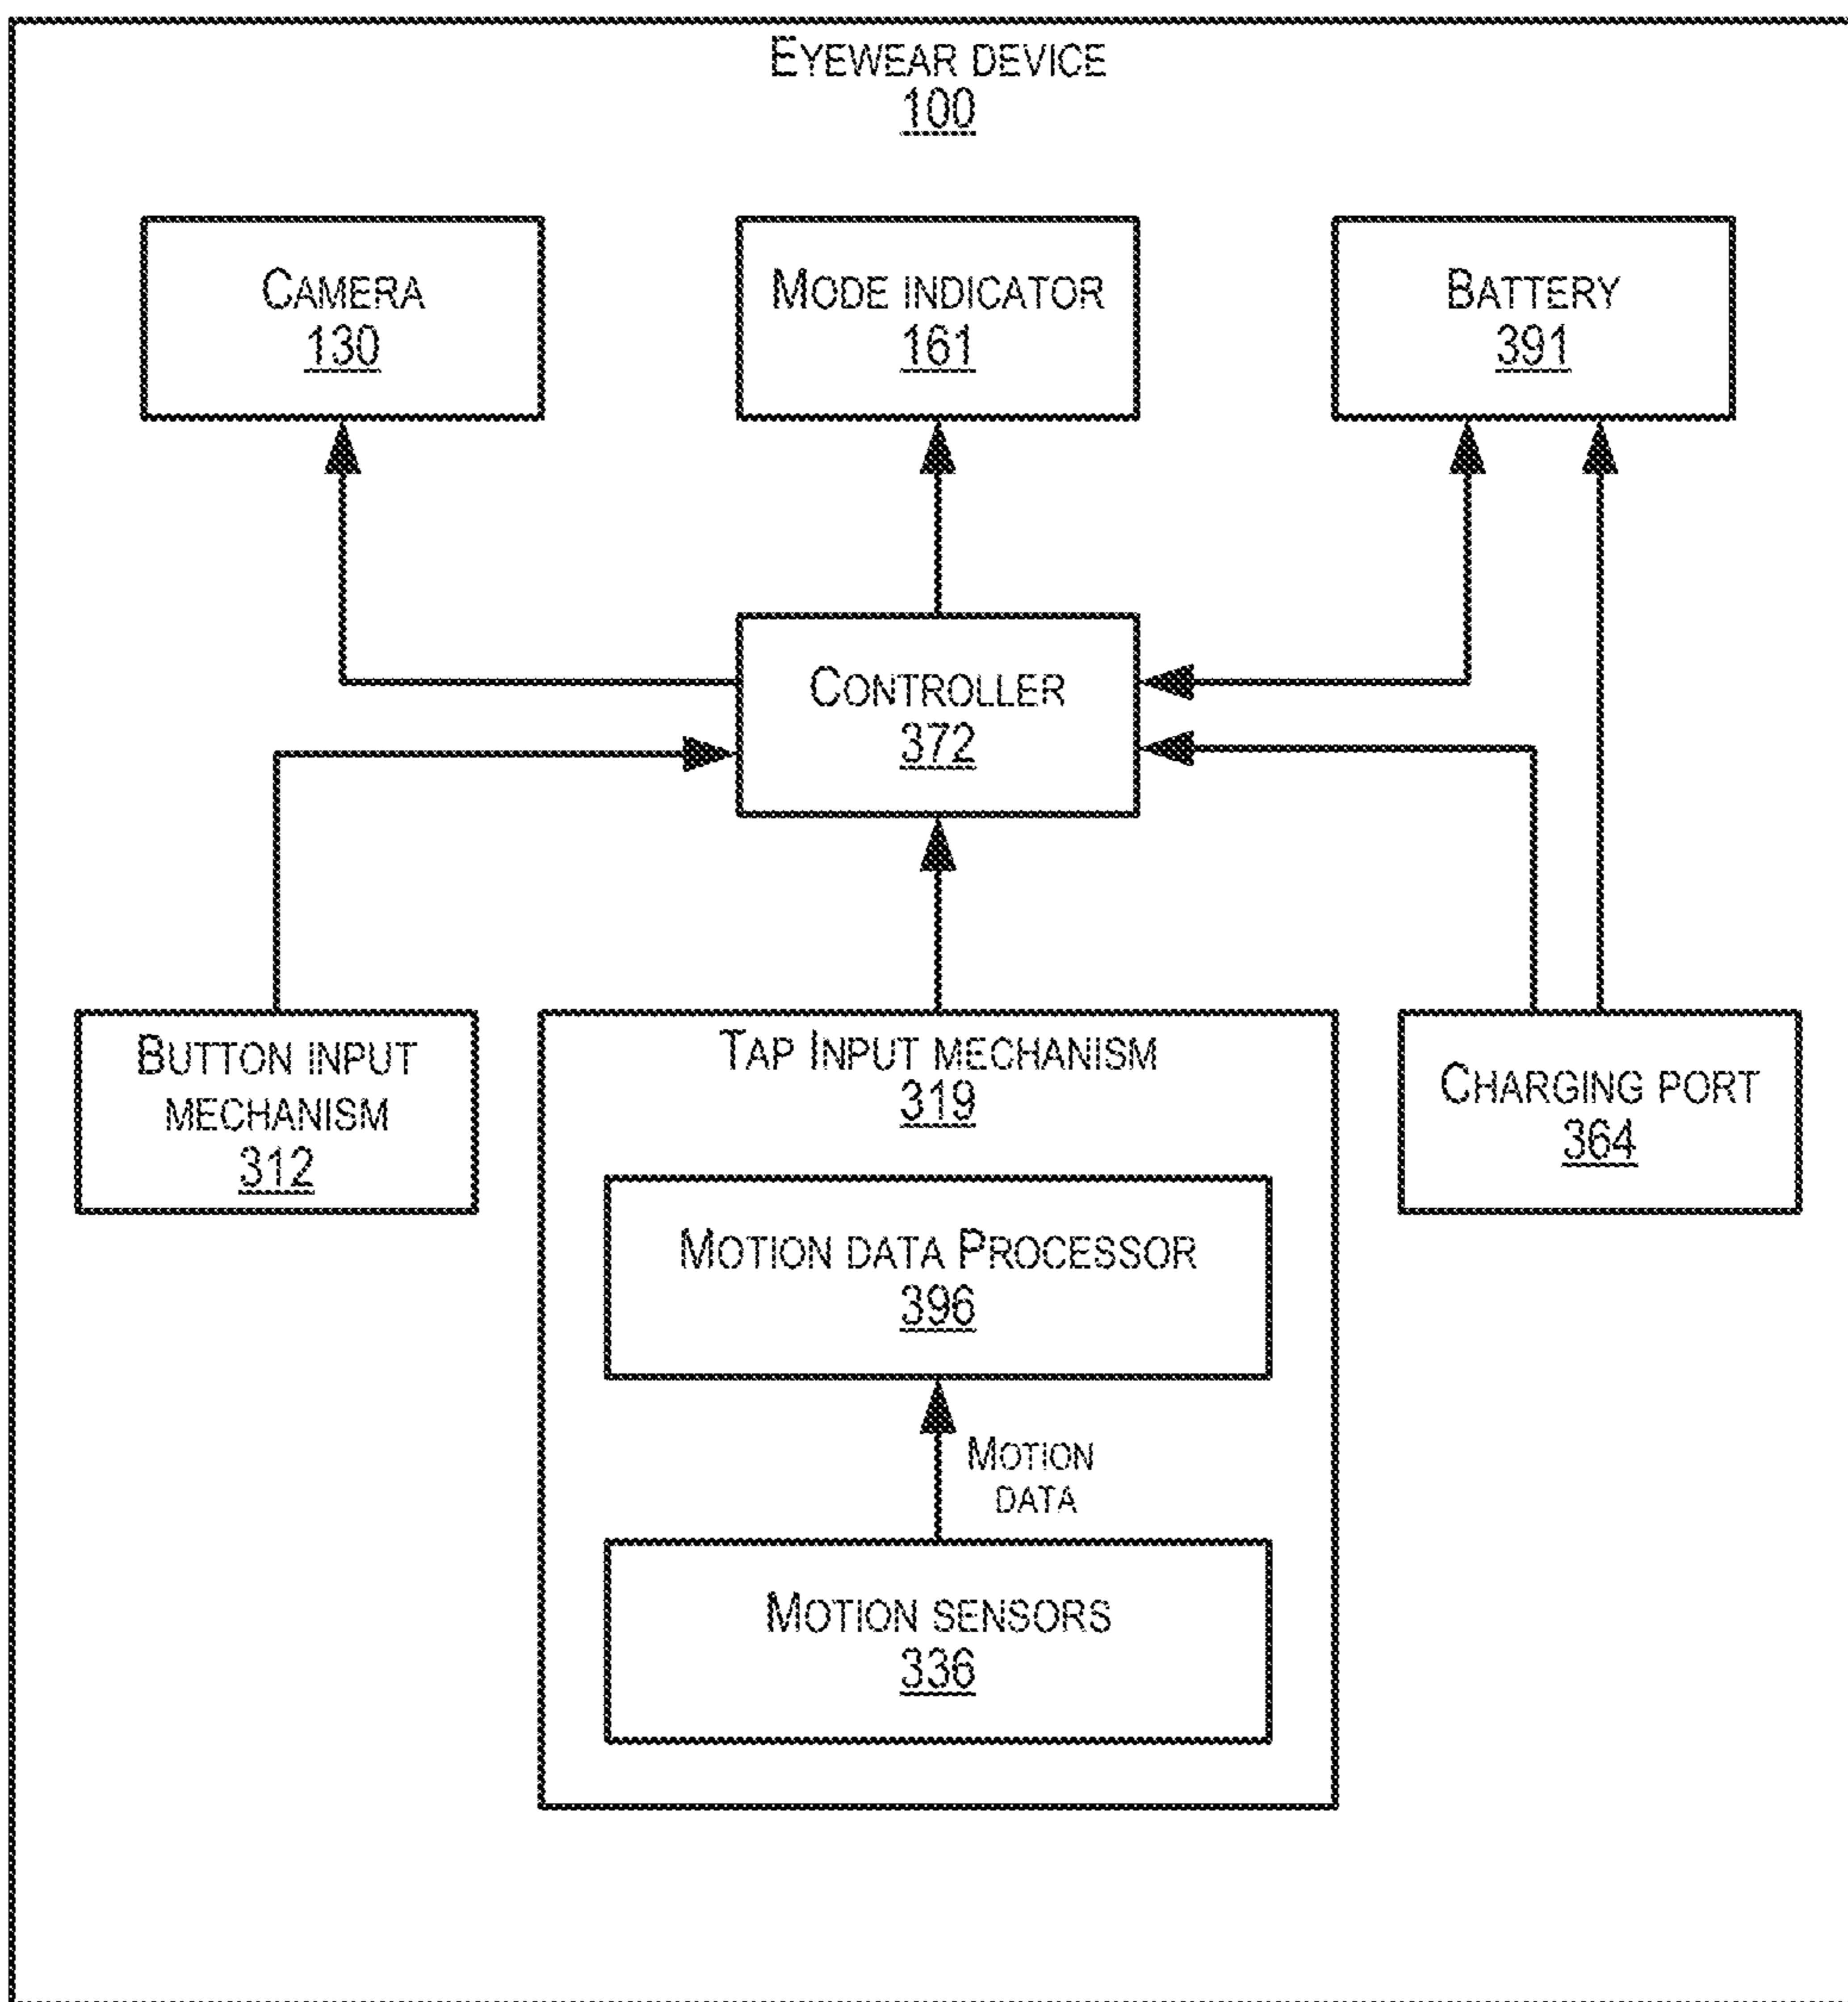 EYEWEAR DEVICE
100
CAMERA
130
MODE INDICATOR
161
BATTERY
391
CONTROLLER
372
BUTTON INPUT
MECHANISM
312
TAP INPUT MECHANISM
319
CHARGING PORT
364
MOTION DATA PROCESSOR
396
MOTION
DATA
MOTION SENSORS
336